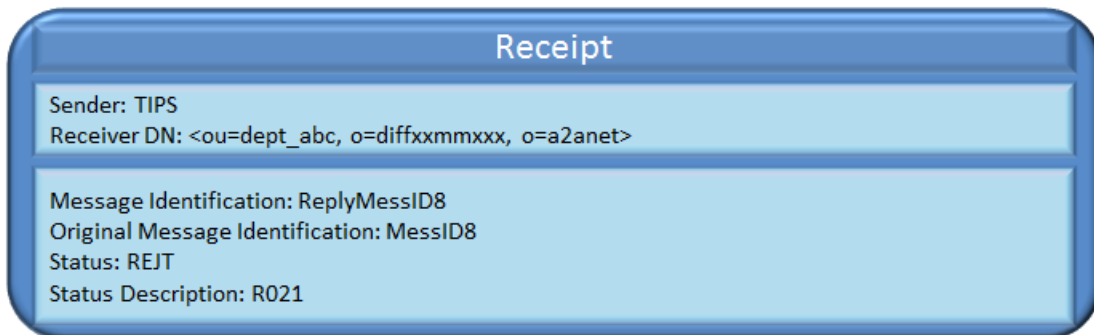 Receipt
Sender: TIPS
Receiver DN: <ou=dept_abc, o=diffxxmmxxx, o=a2anet>
Message Identification: ReplyMessID8
Original Message Identification: MessID8
Status: REJT
Status Description: R021